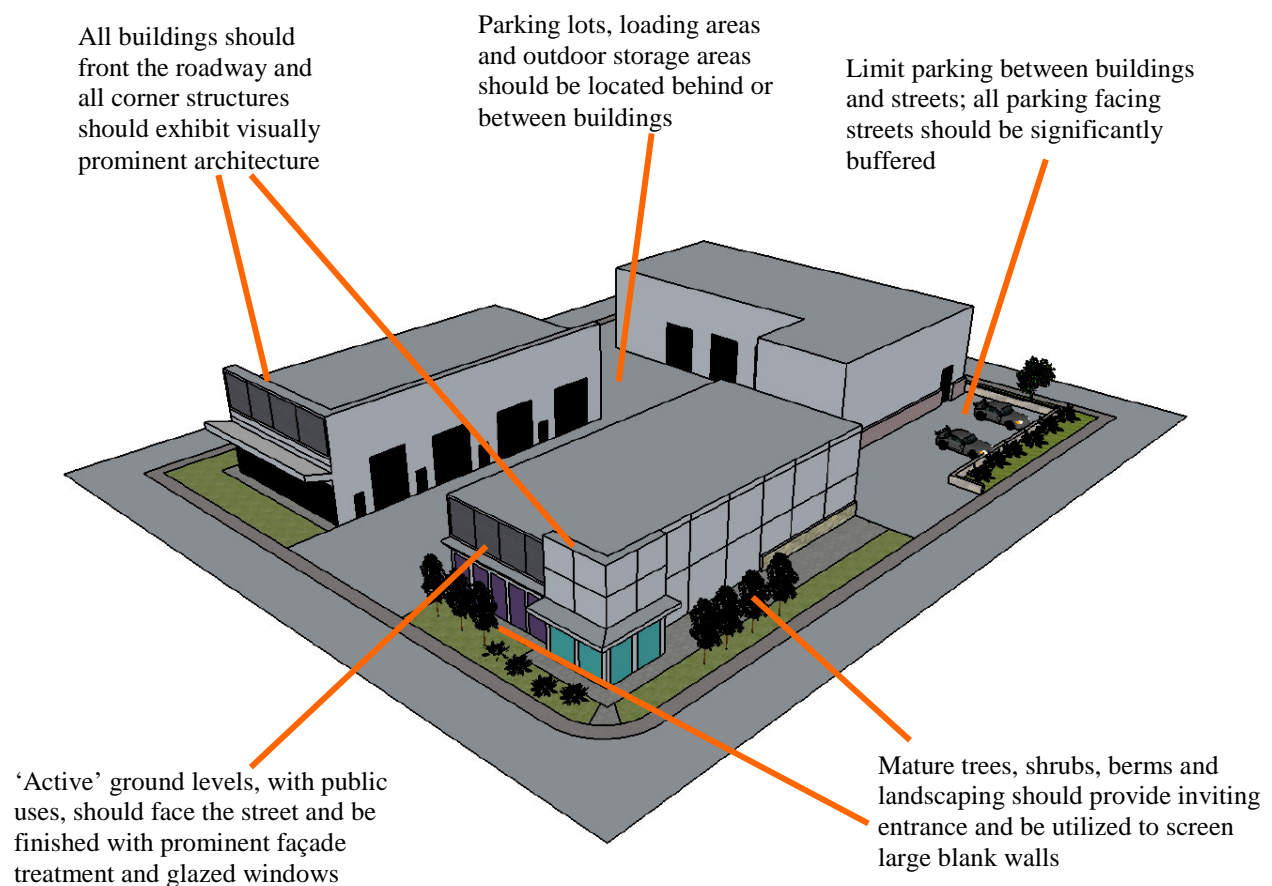 All buildings should
front the roadway and
all corner structures
should exhibit visually
prominent architecture
Parking lots, loading areas
and outdoor storage areas
should be located behind or
between buildings
Limit parking between buildings
and streets; all parking facing
streets should be significantly
buffered
‘Active’ ground levels, with public
uses, should face the street and be
finished with prominent façade
treatment and glazed windows
Mature trees, shrubs, berms and
landscaping should provide inviting
entrance and be utilized to screen
large blank walls